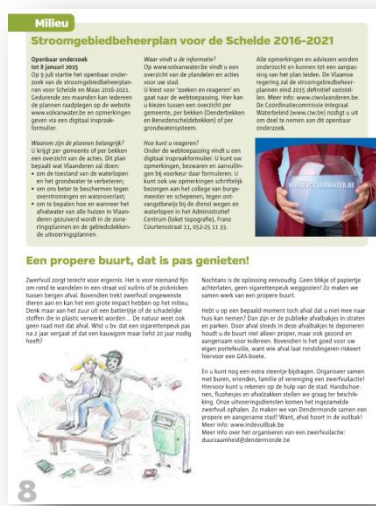 Milieu
Stroomgebiedbeheerplan voor de Schelde 2016-2021
Openbaar onderzoek
tot 8 januari 2015
Op 9 juli startte het openbaar onder-
zoek van de stroomgebiedbeheerplan-
nen voor Schelde en Maas 2016-2021.
Gedurende zes maanden kan iedereen
de plannen raadplegen op de website
www.volvanwater.be en opmerkingen
geven via een digitaal inspraak-
formulier.
Waarom zijn de plannen belangrijk?
U krijgt per gemeente of per bekken
een overzicht van de acties. Dit plan
bepaalt wat Vlaanderen zal doen:
• om de toestand van de waterlopen
en het grondwater te verbeteren;
• om ons beter te beschermen tegen
overstromingen en wateroverlast;
• om te bepalen hoe en wanneer het
afvalwater van alle huizen in Vlaan-
deren gezuiverd wordt in de zone-
ringsplannen en de gebiedsdekken-
de uitvoeringsplannen.
Waar vindt u de informatie?
Op www.volvanwater.be vindt u een
overzicht van de plandelen en acties
voor uw stad.
U kiest voor 'zoeken en reageren' en
gaat naar de webtoepassing. Hier kan
u kiezen tussen een overzicht per
gemeente, per bekken (Denderbekken
en Benedenscheldebekken) of per
grondwatersysteem.
Hoe kunt u reageren?
Onder de webtoepassing vindt u een
digitaal inspraakformulier. U kunt uw
opmerkingen, bezwaren en aanvullin-
gen bij voorkeur daar formuleren. U
kunt ook uw opmerkingen schriftelijk
bezorgen aan het college van burge-
meester en schepenen, tegen ont-
vangstbewijs bij de dienst wegen en
waterlopen in het Administratief
Centrum (loket topografie), Franz
Courtensstraat 11, 052-25 11 33.
Alle opmerkingen en adviezen worden
onderzocht en kunnen tot een aanpas-
sing van het plan leiden. De Vlaamse
regering zal de stroomgebiedbeheer-
plannen eind 2015 definitief vaststel-
len. Meer info: www.ciwvlaanderen.be.
De Coördinatiecommissie Integraal
Waterbeleid (www.ciw.be) nodigt u uit
om deel te nemen aan dit openbaar
onderzoek.
WWW.VOLVANWATER.BE
Een propere buurt, dat is pas genieten!
Zwerfvuil zorgt terecht voor ergernis. Het is voor niemand fijn
om rond te wandelen in een straat vol vuilnis of te picknicken
tussen bergen afval. Bovendien trekt zwerfvuil ongewenste
dieren aan en kan het een grote impact hebben op het milieu.
Denk maar aan het zuur uit een batterijtje of de schadelijke
stoffen die in plastic verwerkt worden ... De natuur weet ook
geen raad met dat afval. Wist u bv. dat een sigarettenpeuk pas
na 2 jaar vergaat of dat een kauwgom maar liefst 20 jaar nodig
heeft?
Nochtans is de oplossing eenvoudig. Geen blikje of papiertje
achterlaten, geen sigarettenpeuk weggooien! Zo maken we
samen werk van een propere buurt.
Hebt u op een bepaald moment toch afval dat u niet mee naar
huis kan nemen? Dan zijn er de publieke afvalbakjes in straten
en parken. Door afval steeds in deze afvalbakjes te deponeren
houdt u de buurt niet alleen proper, maar ook gezond en
aangenaam voor iedereen. Bovendien is het goed voor uw
eigen portefeuille, want wie afval laat rondslingeren riskeert
hiervoor een GAS-boete.
En u kunt nog een extra steentje bijdragen. Organiseer samen
met buren, vrienden, familie of vereniging een zwerfvuilactie!
Hiervoor kunt u rekenen op de hulp van de stad. Handschoe-
nen, fluohesjes en afvalzakken stellen we graag ter beschik-
king. Onze uitvoeringsdiensten komen het ingezamelde
zwerfvuil ophalen. Zo maken we van Dendermonde samen een
propere en aangename stad! Want, afval hoort in de vuilbak!
Meer info: www.indevuilbak.be
Meer info over het organiseren van een zwerfvuilactie:
duurzaamheid@dendermonde.be
8